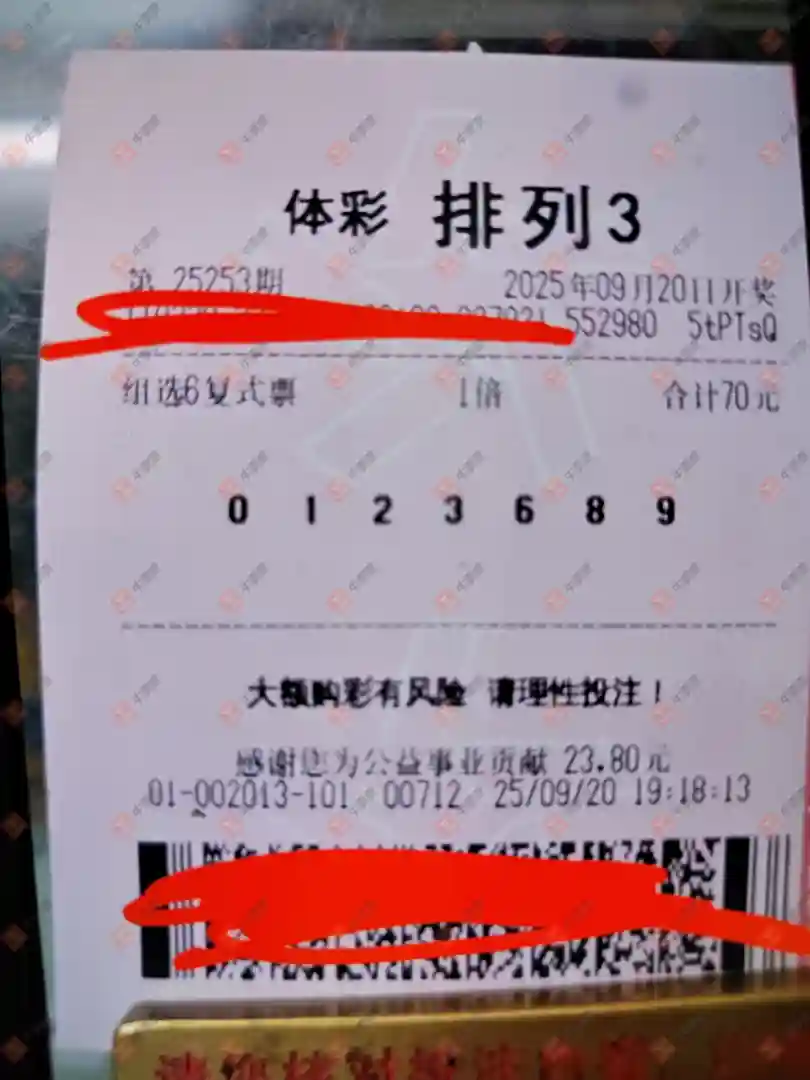 体彩 排列3
第 25253期 2025年09月20日开奖
552980 5tPTsQ
组选6复式票 1倍 合计70元
0 1 2 3 6 8 9
大额购彩有风险 请理性投注！
感谢您为公益事业贡献 23.80元
01-002013-101 00712 25/09/20 19:18:13